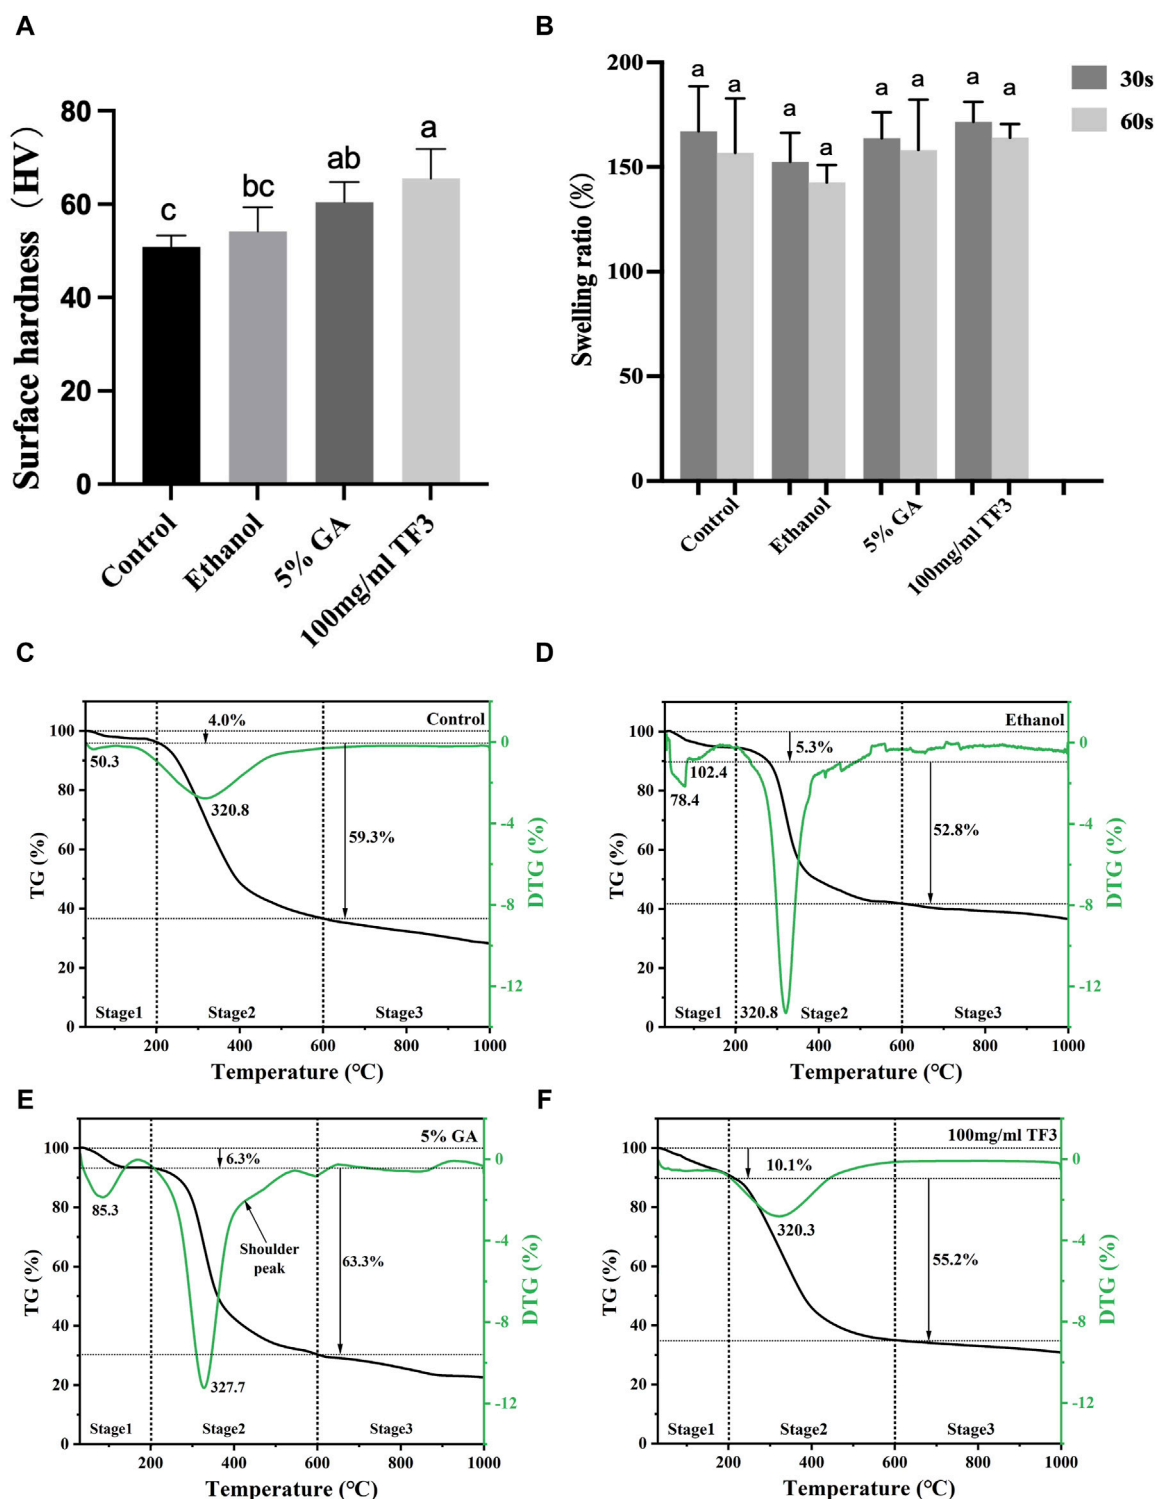 A
Surface hardness (HV)
80
60
40
20
0
c
bc
ab
a
Control
Ethanol
5% GA
100mg/ml TF3
B
Swelling ratio (%)
200
150
100
50
0
a
a
a
a
a
a
a
a
30s
60s
Control
Ethanol
5% GA
100mg/ml TF3
C
TG (%)
100
80
60
40
20
0
4.0%
Control
50.3
320.8
59.3%
Stage1
Stage2
Stage3
0
-4
-8
-12
DTG (%)
200
400
600
800
1000
Temperature (℃)
D
TG (%)
100
80
60
40
20
0
Ethanol
5.3%
102.4
78.4
52.8%
320.8
Stage1
Stage2
Stage3
0
-4
-8
-12
DTG (%)
200
400
600
800
1000
Temperature (℃)
E
TG (%)
100
80
60
40
20
0
5% GA
6.3%
85.3
Shoulder
peak
63.3%
327.7
Stage1
Stage2
Stage3
0
-4
-8
-12
DTG (%)
200
400
600
800
1000
Temperature (℃)
F
TG (%)
100
80
60
40
20
0
100mg/ml TF3
10.1%
320.3
55.2%
Stage1
Stage2
Stage3
0
-4
-8
-12
DTG (%)
200
400
600
800
1000
Temperature (℃)